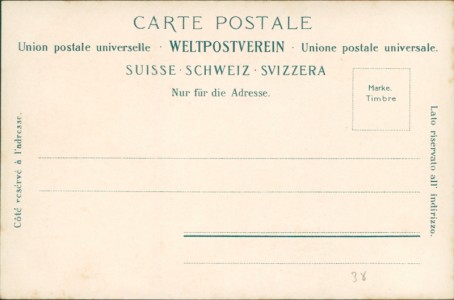 CARTE POSTALE
Union postale universelle · WELTPOSTVEREIN · Unione postale universale.
SUISSE · SCHWEIZ · SVIZZERA
Nur für die Adresse.
Marke.
Timbre
Côté réservé à l'adresse.
Lato riservato all' indirizzo.